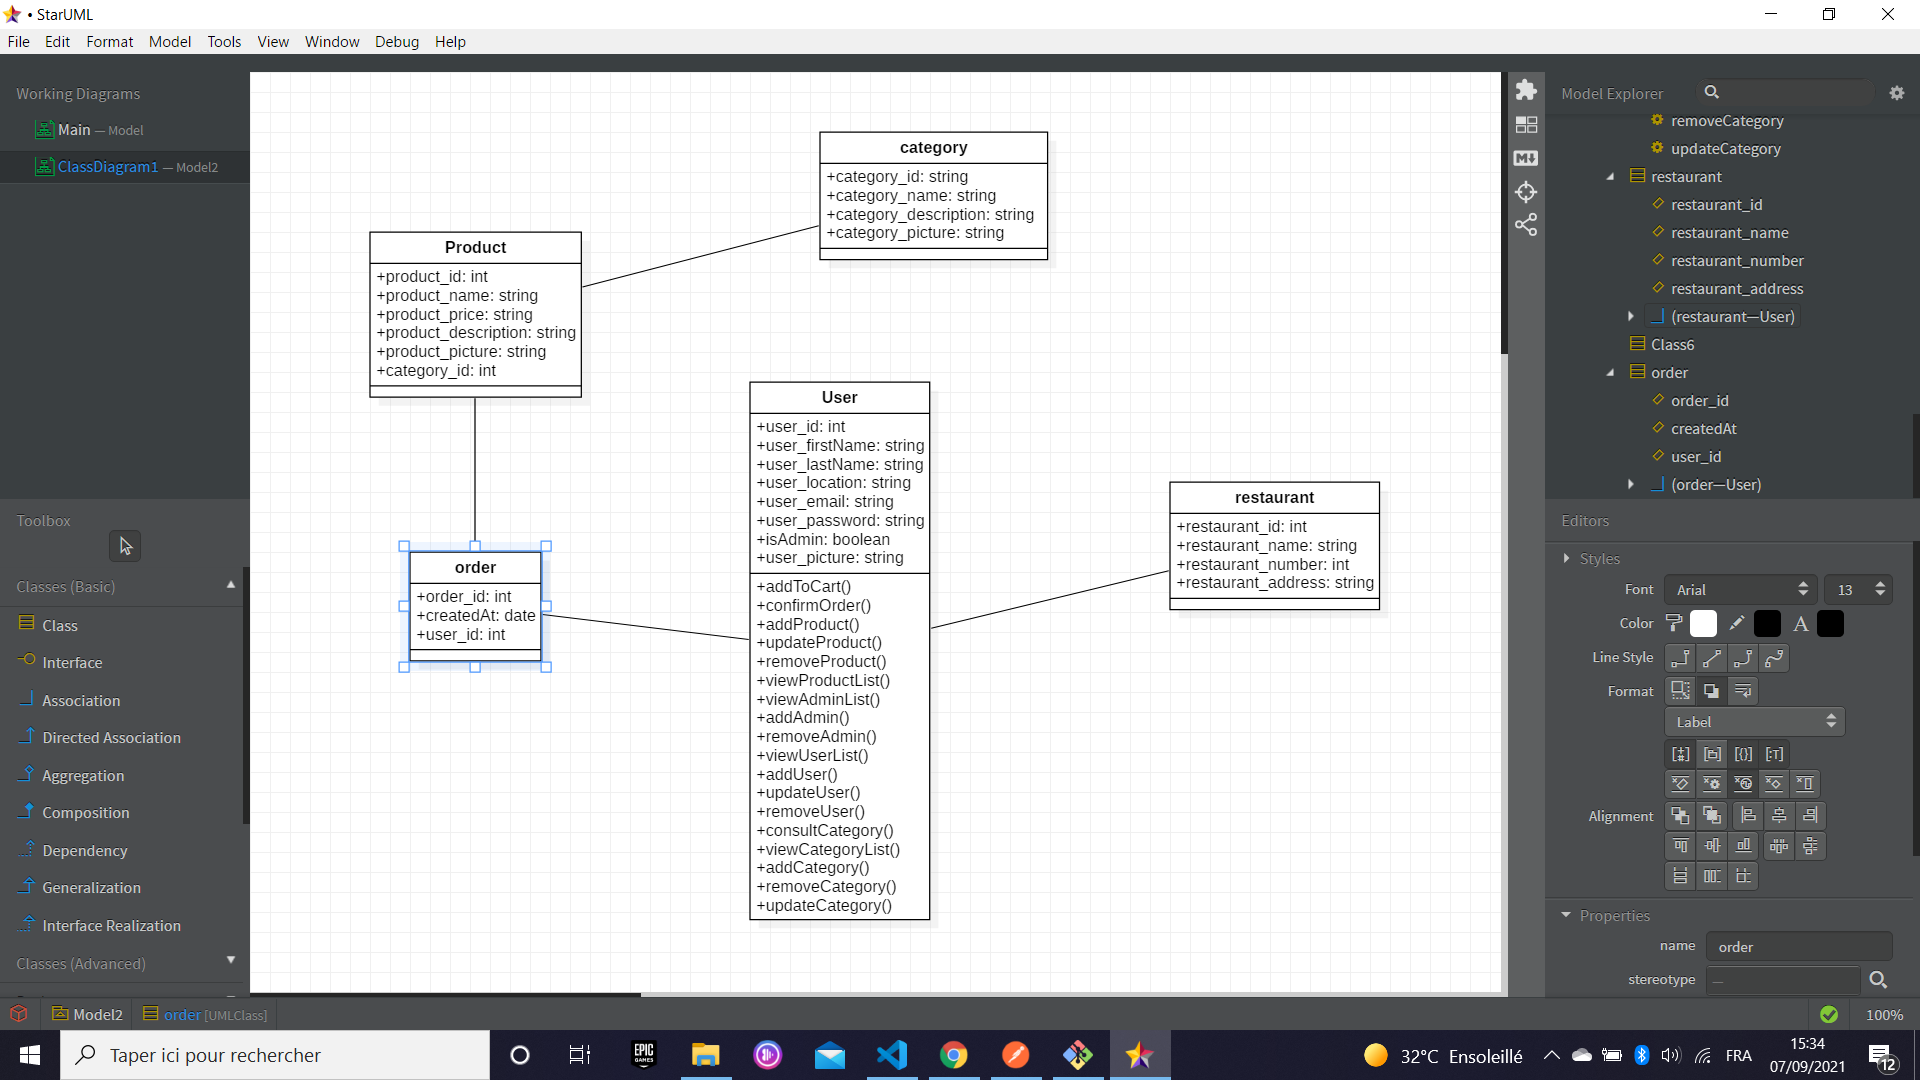 • StarUML
File Edit Format Model Tools View Window Debug Help
Working Diagrams
Main — Model
ClassDiagram1 — Model2
Toolbox
Classes (Basic)
Class
Interface
Association
Directed Association
Aggregation
Composition
Dependency
Generalization
Interface Realization
Classes (Advanced)
category
+category_id: string
+category_name: string
+category_description: string
+category_picture: string
Product
+product_id: int
+product_name: string
+product_price: string
+product_description: string
+product_picture: string
+category_id: int
User
+user_id: int
+user_firstName: string
+user_lastName: string
+user_location: string
+user_email: string
+user_password: string
+isAdmin: boolean
+user_picture: string
+addToCart()
+confirmOrder()
+addProduct()
+updateProduct()
+removeProduct()
+viewProductList()
+viewAdminList()
+addAdmin()
+removeAdmin()
+viewUserList()
+addUser()
+updateUser()
+removeUser()
+consultCategory()
+viewCategoryList()
+addCategory()
+removeCategory()
+updateCategory()
order
+order_id: int
+createdAt: date
+user_id: int
restaurant
+restaurant_id: int
+restaurant_name: string
+restaurant_number: int
+restaurant_address: string
Model Explorer
removeCategory
updateCategory
restaurant
restaurant_id
restaurant_name
restaurant_number
restaurant_address
(restaurant—User)
Class6
order
order_id
createdAt
user_id
(order—User)
Editors
Styles
Font Arial 13
Color A
Line Style
Format
Label
Alignment
Properties
name order
stereotype —
Model2 order [UMLClass] 100%
Taper ici pour rechercher
EPIC GAMES
32°C Ensoleillé
FRA
15:34
07/09/2021
12